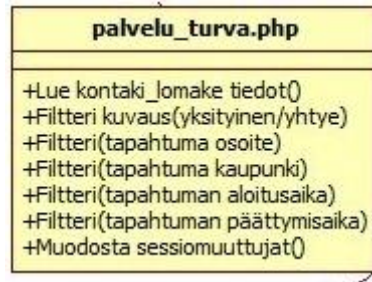 palvelu_turva.php
+Lue kontaki_lomake tiedot()
+Filtteri kuvaus(yksityinen/yhtye)
+Filtteri(tapahtuma osoite)
+Filtteri(tapahtuma kaupunki)
+Filtteri(tapahtuman aloitusaika)
+Filtteri(tapahtuman päättymisaika)
+Muodosta sessiomuuttujat()